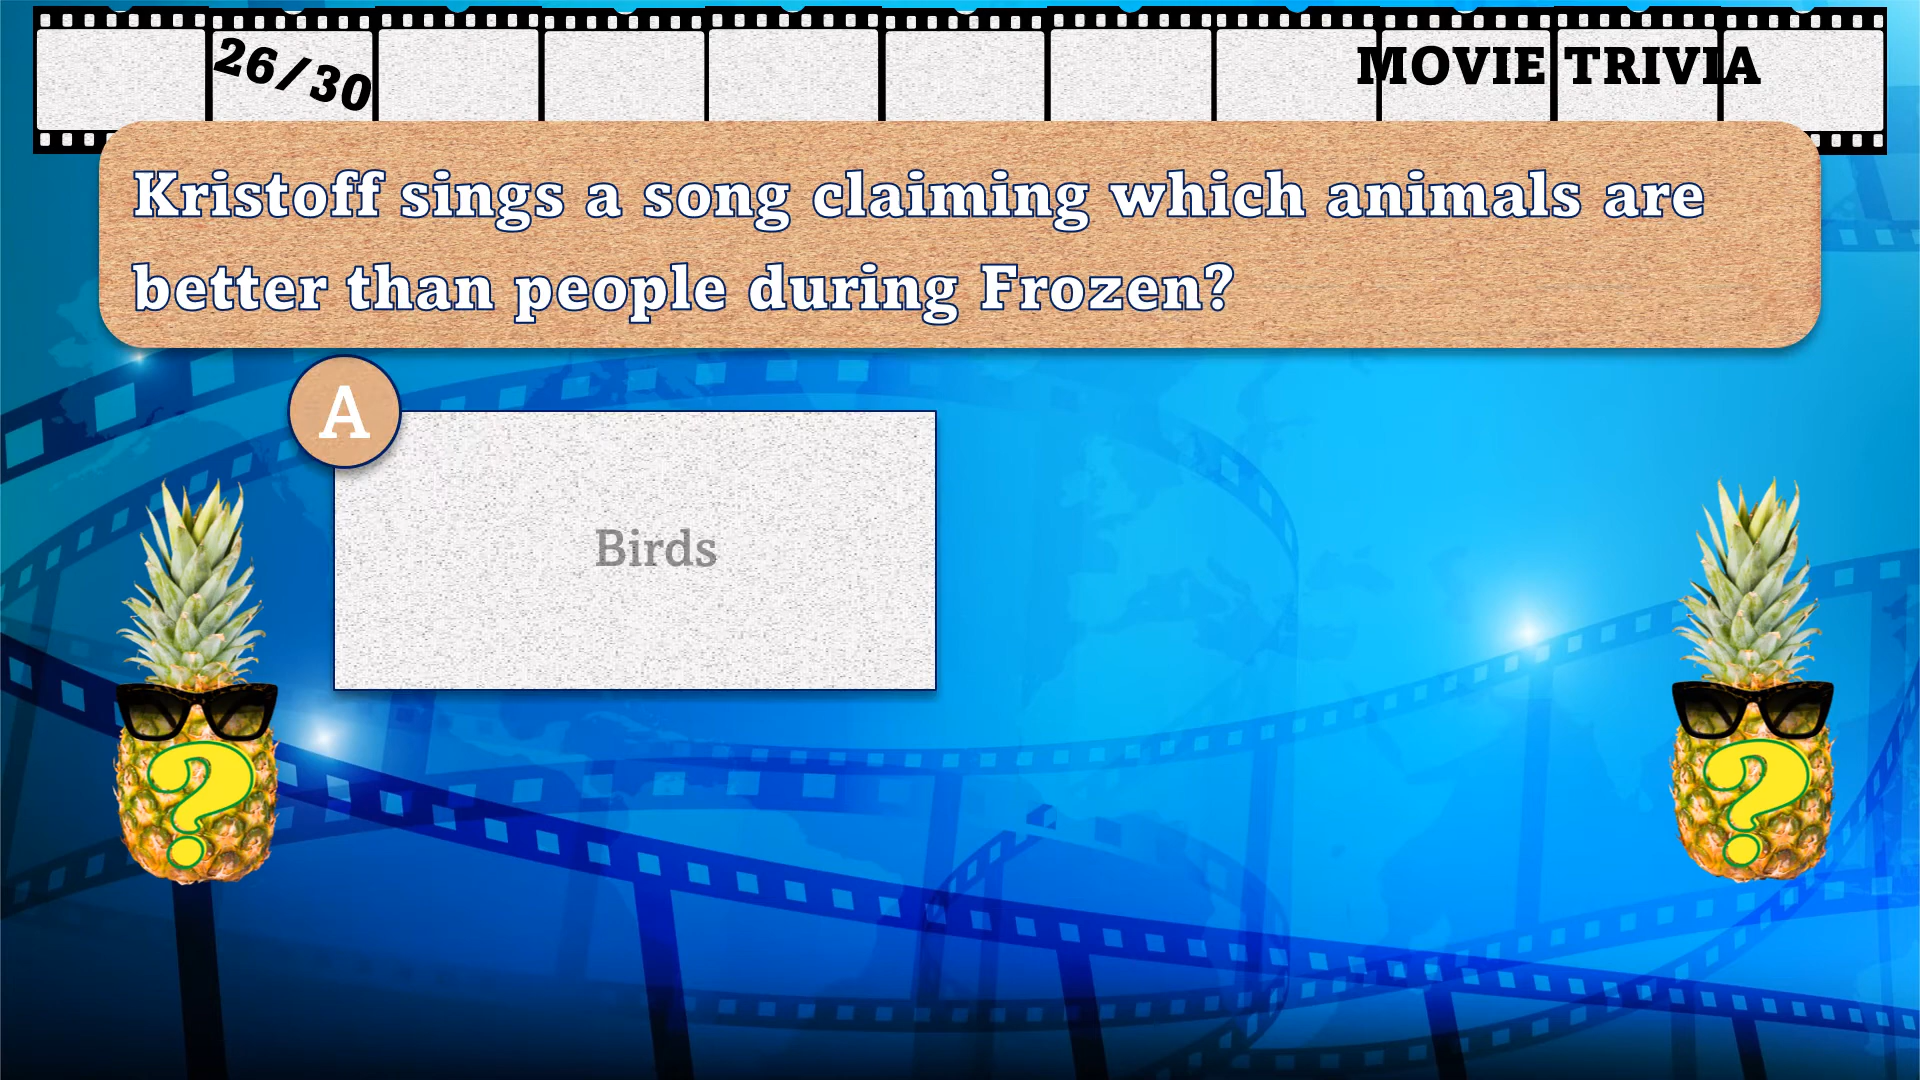 26/30
MOVIE TRIVIA
Kristoff sings a song claiming which animals are
better than people during Frozen?
A
Birds
?
?